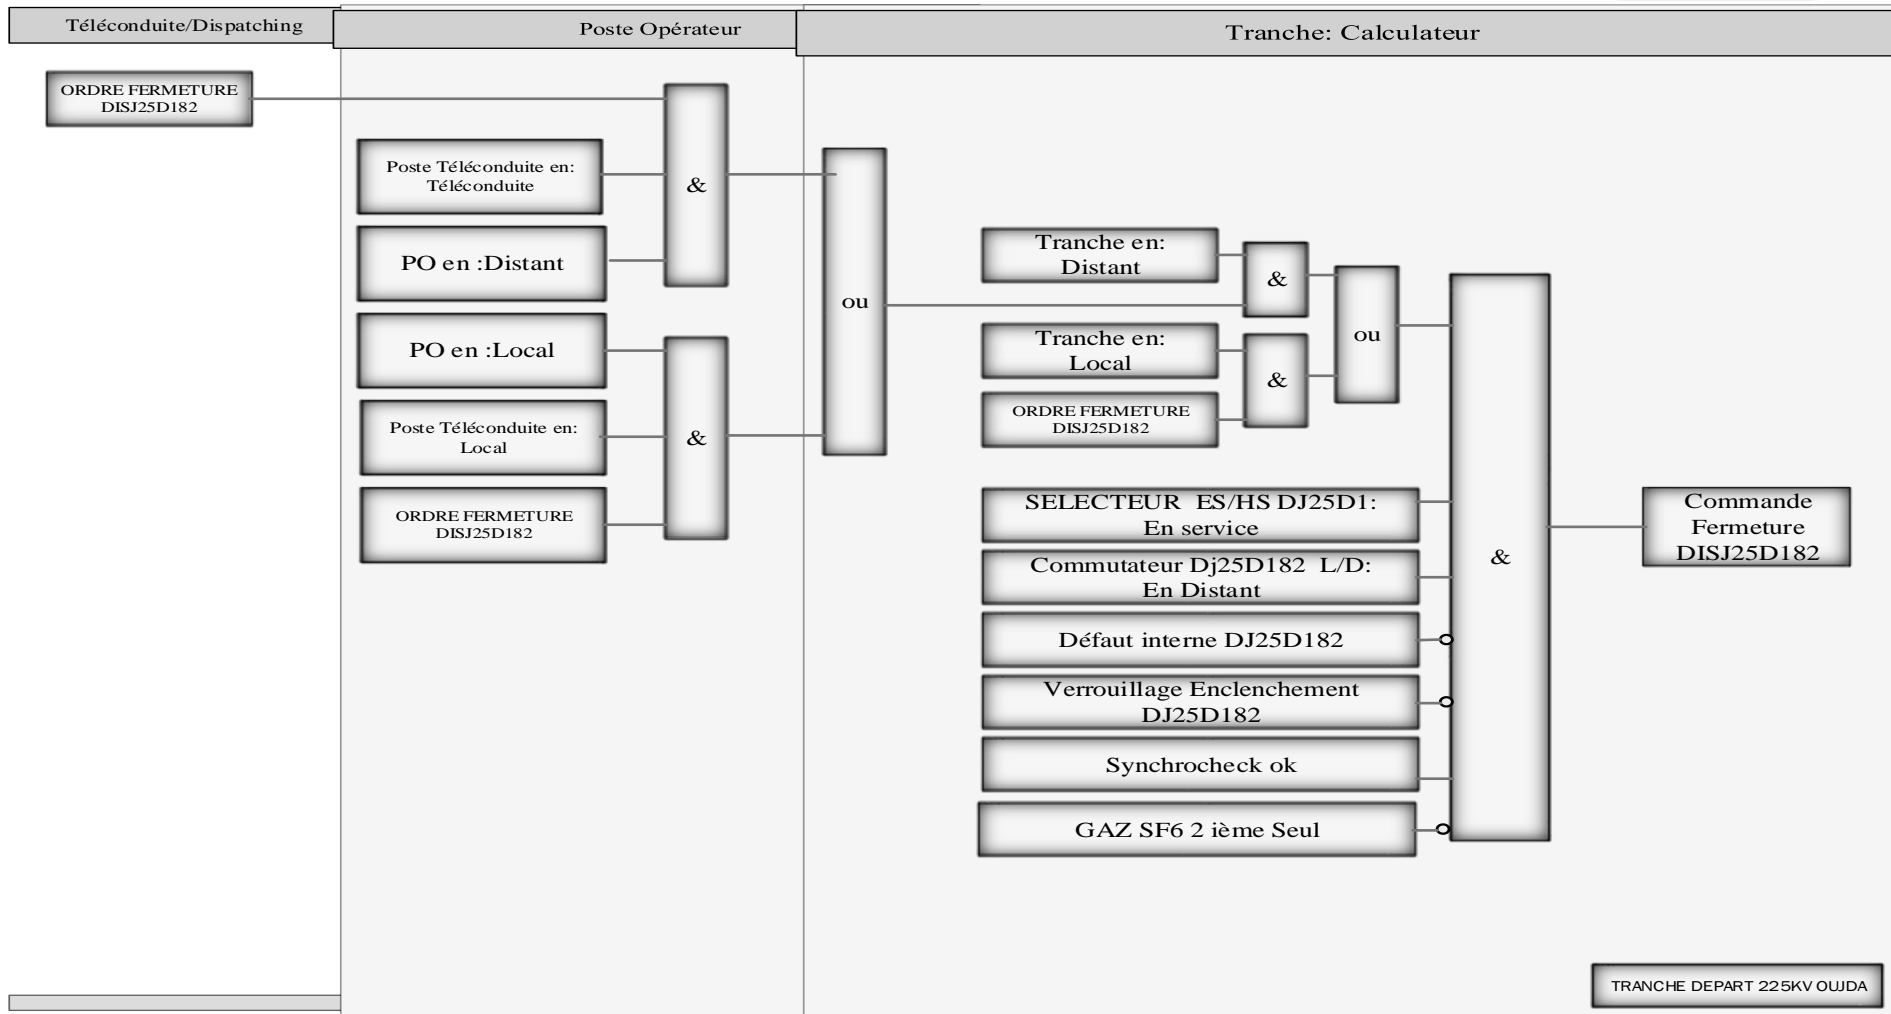 Téléconduite/Dispatching
Poste Opérateur
Tranche: Calculateur
ORDRE FERMETURE
DISJ25D182
Poste Téléconduite en:
Téléconduite
PO en :Distant
PO en :Local
Poste Téléconduite en:
Local
ORDRE FERMETURE
DISJ25D182
&
&
ou
Tranche en:
Distant
Tranche en:
Local
ORDRE FERMETURE
DISJ25D182
&
&
ou
SELECTEUR ES/HS DJ25D1:
En service
Commutateur Dj25D182 L/D:
En Distant
Défaut interne DJ25D182
Verrouillage Enclenchement
DJ25D182
Synchrocheck ok
GAZ SF6 2 ième Seul
&
Commande
Fermeture
DISJ25D182
TRANCHE DEPART 225KV OUJDA